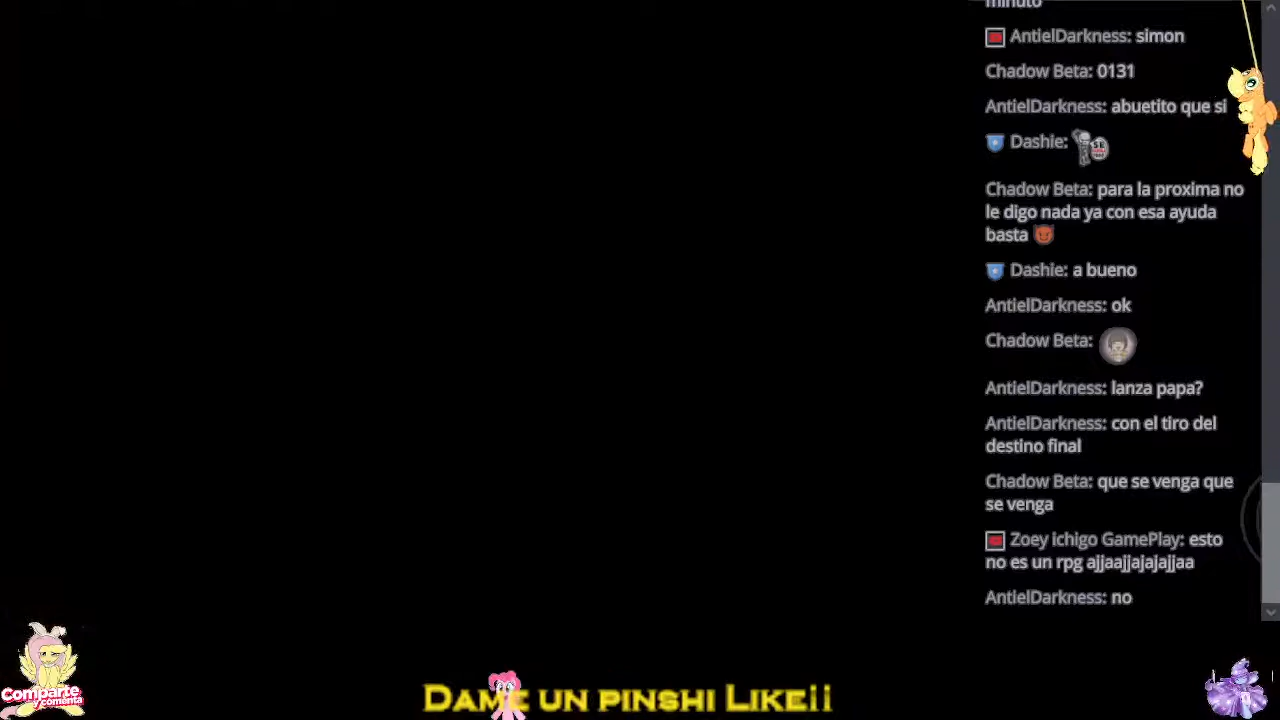 minuto
AntielDarkness: simon
Chadow Beta: 0131
AntielDarkness: abuetito que si
Dashie:
Chadow Beta: para la proxima no
le digo nada ya con esa ayuda
basta 😈
Dashie: a bueno
AntielDarkness: ok
Chadow Beta:
AntielDarkness: lanza papa?
AntielDarkness: con el tiro del
destino final
Chadow Beta: que se venga que
se venga
Zoey ichigo GamePlay: esto
no es un rpg ajjaajjajajajjaa
AntielDarkness: no
Comparte
y comenta
Dame un pinshi Like!!